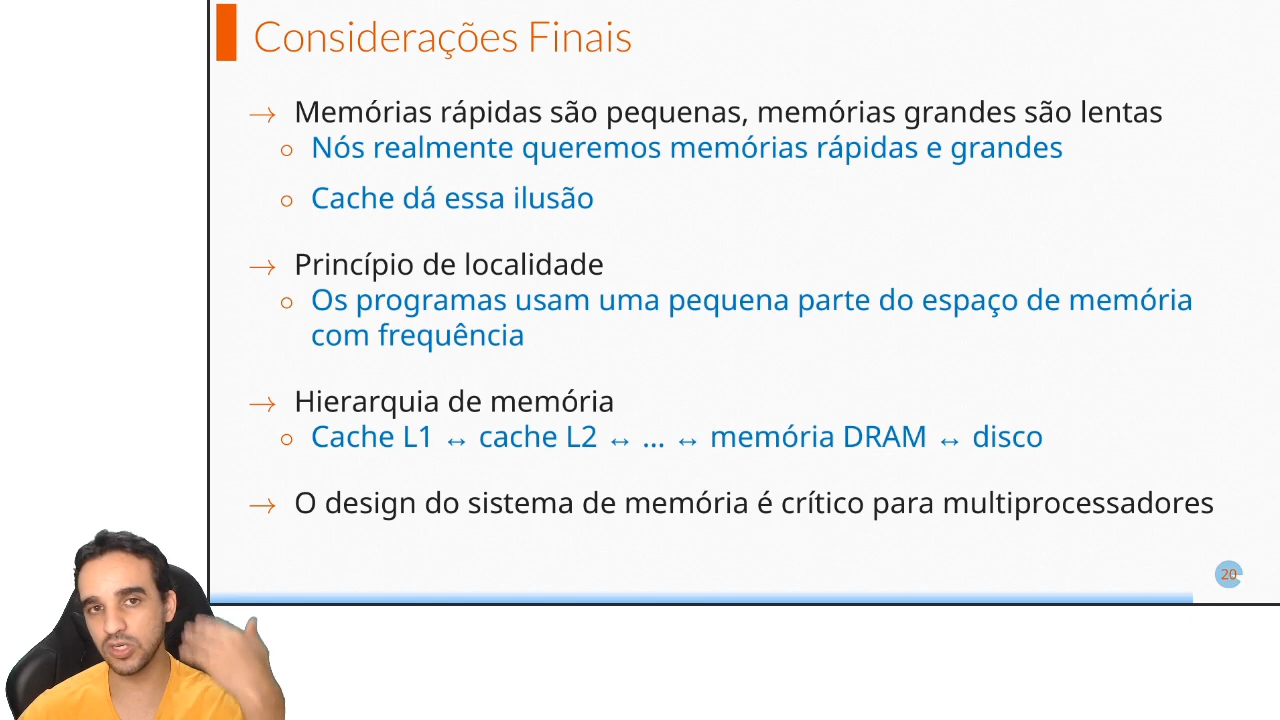 Considerações Finais
→ Memórias rápidas são pequenas, memórias grandes são lentas
○ Nós realmente queremos memórias rápidas e grandes
○ Cache dá essa ilusão
→ Princípio de localidade
○ Os programas usam uma pequena parte do espaço de memória
com frequência
→ Hierarquia de memória
○ Cache L1 ↔ cache L2 ↔ ... ↔ memória DRAM ↔ disco
→ O design do sistema de memória é crítico para multiprocessadores
20